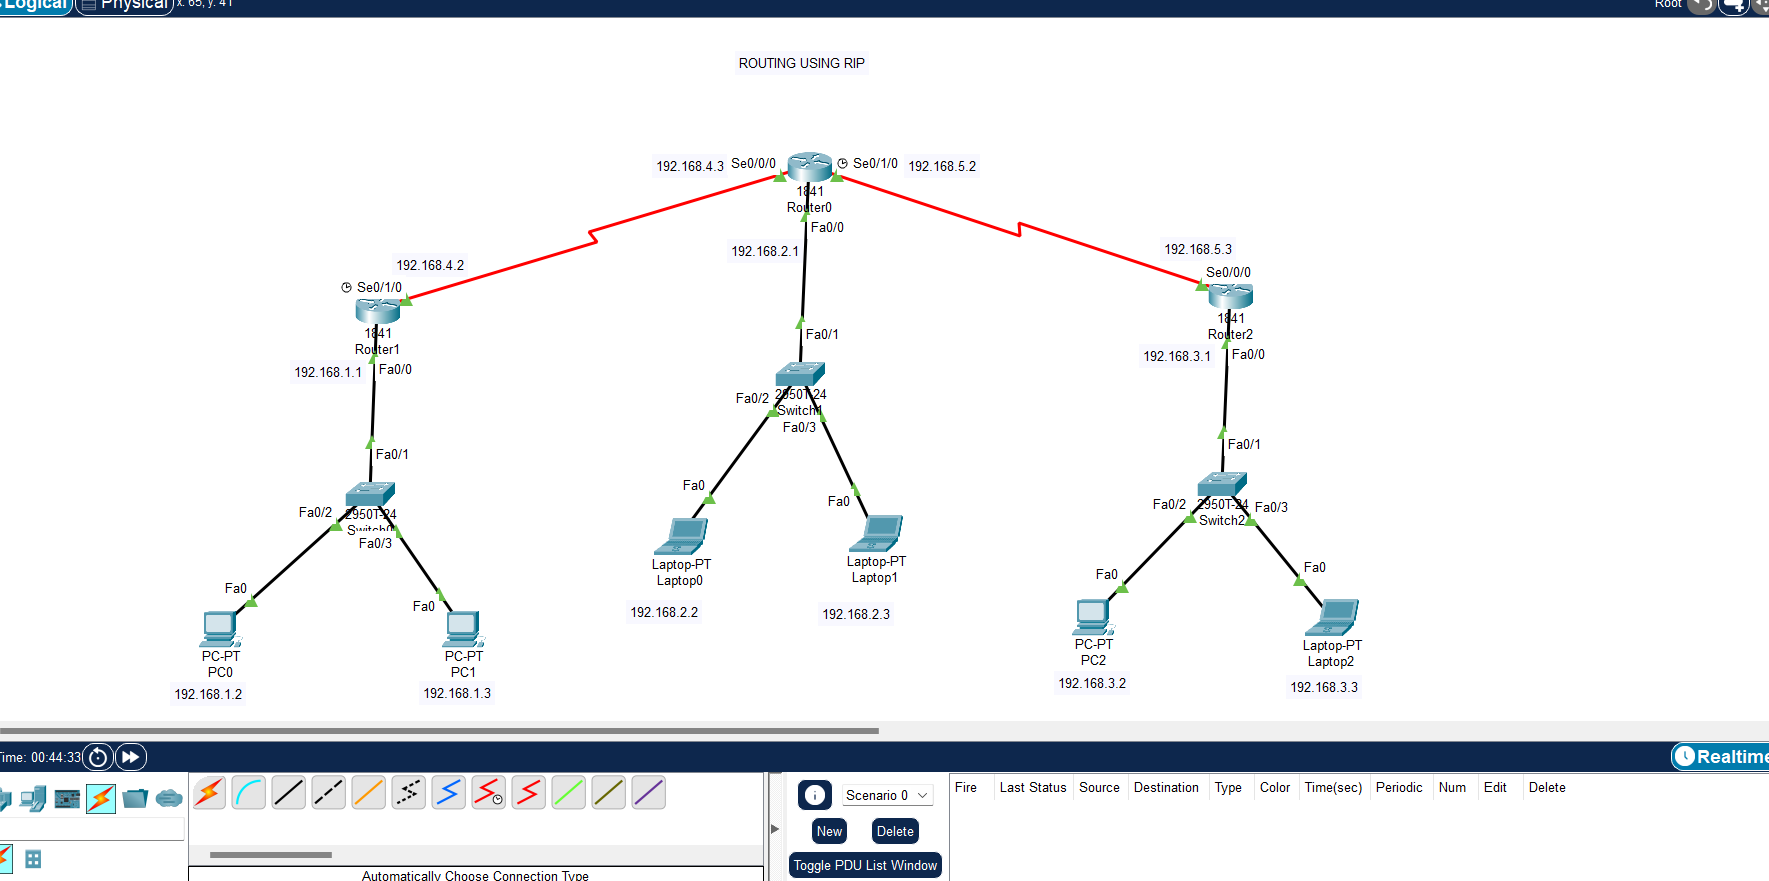 Logical
Physical
x: 65, y: 41
Root
ROUTING USING RIP
192.168.4.3
Se0/0/0
Se0/1/0
192.168.5.2
1841
Router0
Fa0/0
192.168.2.1
192.168.4.2
Se0/1/0
1841
Router1
192.168.1.1
Fa0/0
192.168.5.3
Se0/0/0
1841
Router2
192.168.3.1
Fa0/0
Fa0/1
Fa0/2
2950T-24
Switch1
Fa0/3
Fa0/1
Fa0/2
2950T-24
Switch0
Fa0/3
Fa0/1
Fa0/2
2950T-24
Switch2
Fa0/3
Fa0
Fa0
Laptop-PT
Laptop0
192.168.2.2
Laptop-PT
Laptop1
192.168.2.3
Fa0
Fa0
PC-PT
PC0
192.168.1.2
PC-PT
PC1
192.168.1.3
Fa0
Fa0
PC-PT
PC2
192.168.3.2
Laptop-PT
Laptop2
192.168.3.3
Time: 00:44:33
Realtime
Scenario 0
New
Delete
Toggle PDU List Window
Fire Last Status Source Destination Type Color Time(sec) Periodic Num Edit Delete
Automatically Choose Connection Type